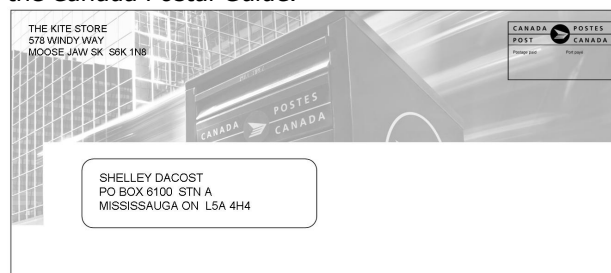 the Canada Postal Guide.
THE KITE STORE
578 WINDY WAY
MOOSE JAW SK  S6K 1N8
CANADA POSTES
POST CANADA
Postage paid Port payé
POSTES
CANADA CANADA
SHELLEY DACOST
PO BOX 6100  STN A
MISSISSAUGA ON  L5A 4H4